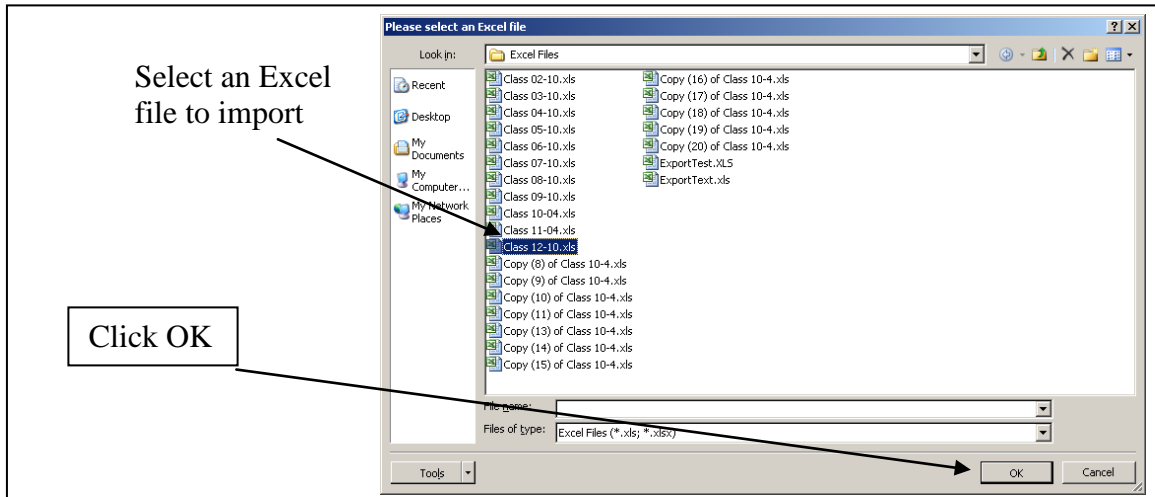 Please select an Excel file
Look in:
Excel Files
Select an Excel
file to import
Click OK
Recent
Desktop
My
Documents
My
Computer...
My Network
Places
Class 02-10.xls
Class 03-10.xls
Class 04-10.xls
Class 05-10.xls
Class 06-10.xls
Class 07-10.xls
Class 08-10.xls
Class 09-10.xls
Class 10-04.xls
Class 11-04.xls
Class 12-10.xls
Copy (8) of Class 10-4.xls
Copy (9) of Class 10-4.xls
Copy (10) of Class 10-4.xls
Copy (11) of Class 10-4.xls
Copy (13) of Class 10-4.xls
Copy (14) of Class 10-4.xls
Copy (15) of Class 10-4.xls
Copy (16) of Class 10-4.xls
Copy (17) of Class 10-4.xls
Copy (18) of Class 10-4.xls
Copy (19) of Class 10-4.xls
Copy (20) of Class 10-4.xls
ExportTest.XLS
ExportText.xls
File name:
Files of type:
Excel Files (*.xls; *.xlsx)
Tools
OK
Cancel